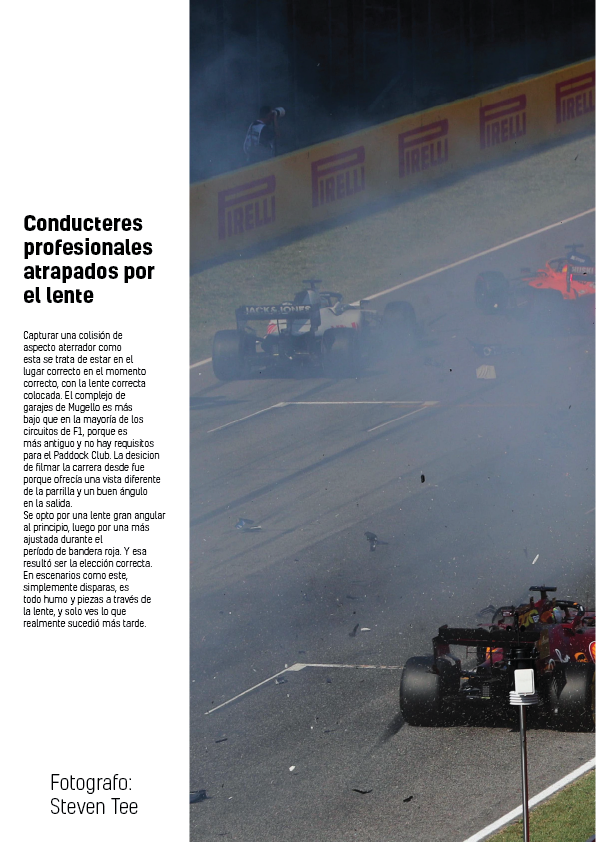 Conducteres
profesionales
atrapados por
el lente
Capturar una colisión de
aspecto aterrador como
esta se trata de estar en el
lugar correcto en el momento
correcto, con la lente correcta
colocada. El complejo de
garajes de Mugello es más
bajo que en la mayoría de los
circuitos de F1, porque es
más antiguo y no hay requisitos
para el Paddock Club. La desicion
de filmar la carrera desde fue
porque ofrecía una vista diferente
de la parrilla y un buen ángulo
en la salida.
Se opto por una lente gran angular
al principio, luego por una más
ajustada durante el
período de bandera roja. Y esa
resultó ser la elección correcta.
En escenarios como este,
simplemente disparas, es
todo humo y piezas a través de
la lente, y solo ves lo que
realmente sucedió más tarde.
Fotografo:
Steven Tee
PIRELLI
PIRELLI
PIRELLI
PIRELLI
PIRELLI
JACK & JONES